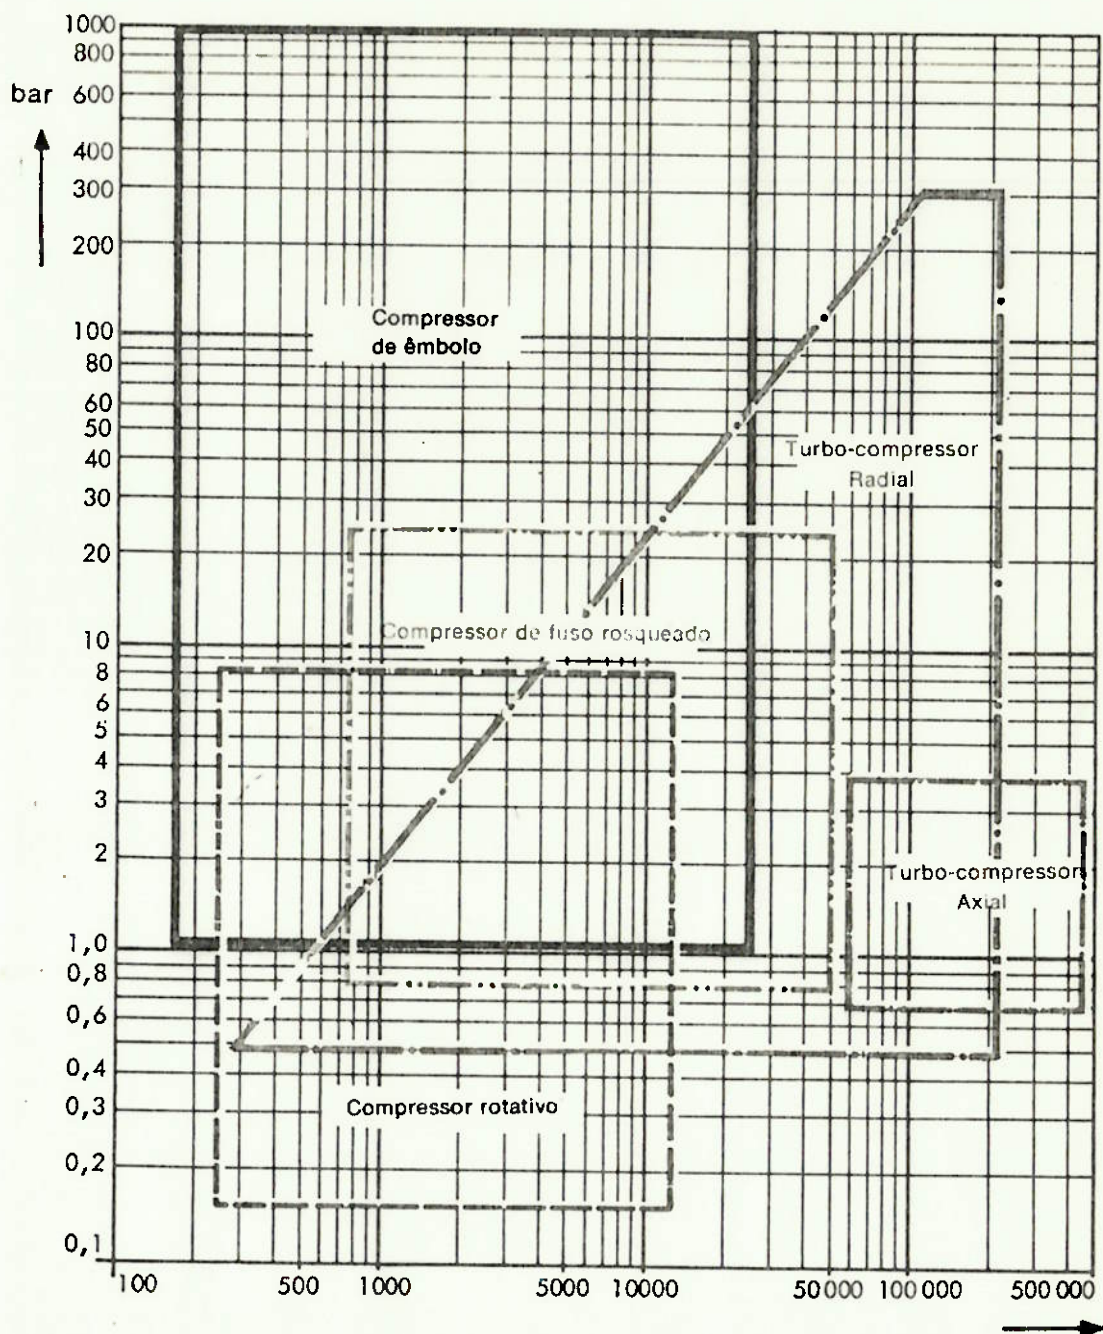 bar
1000
800
600
400
300
200
100
80
60
50
40
30
20
10
8
6
5
4
3
2
1,0
0,8
0,6
0,4
0,3
0,2
0,1
Compressor
de êmbolo
Turbo-compressor
Radial
Compressor de fuso rosqueado
Turbo-compressor
Axial
Compressor rotativo
100 500 1000 5000 10000 50 000 100 000 500 000